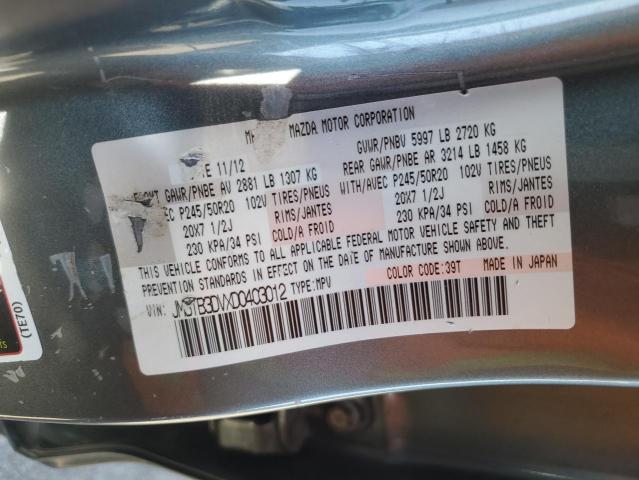 MAZDA MOTOR CORPORATION
11/12 GVWR/PNBV 5997 LB 2720 KG
GAWR/PNBE AV 2881 LB 1307 KG REAR GAWR/PNBE AR 3214 LB 1458 KG
P245/50R20 102V TIRES/PNEUS WITH/AVEC P245/50R20 102V TIRES/PNEUS
20X7 1/2J RIMS/JANTES 20X7 1/2J RIMS/JANTES
230 KPA/34 PSI COLD/A FROID 230 KPA/34 PSI COLD/A FROID
THIS VEHICLE CONFORMS TO ALL APPLICABLE FEDERAL MOTOR VEHICLE SAFETY AND THEFT
PREVENTION STANDARDS IN EFFECT ON THE DATE OF MANUFACTURE SHOWN ABOVE.
COLOR CODE:39T MADE IN JAPAN
VIN: TYPE:MPV
(TE70)